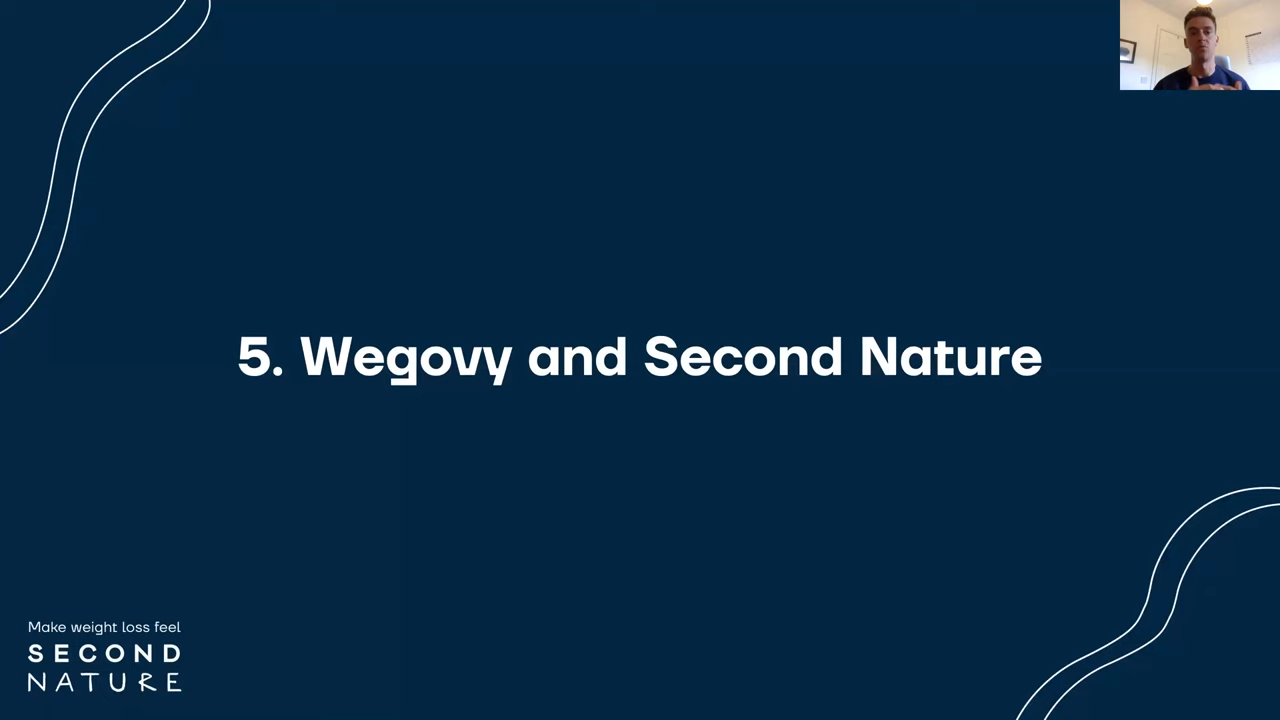 5. Wegovy and Second Nature
Make weight loss feel
SECOND
NATURE